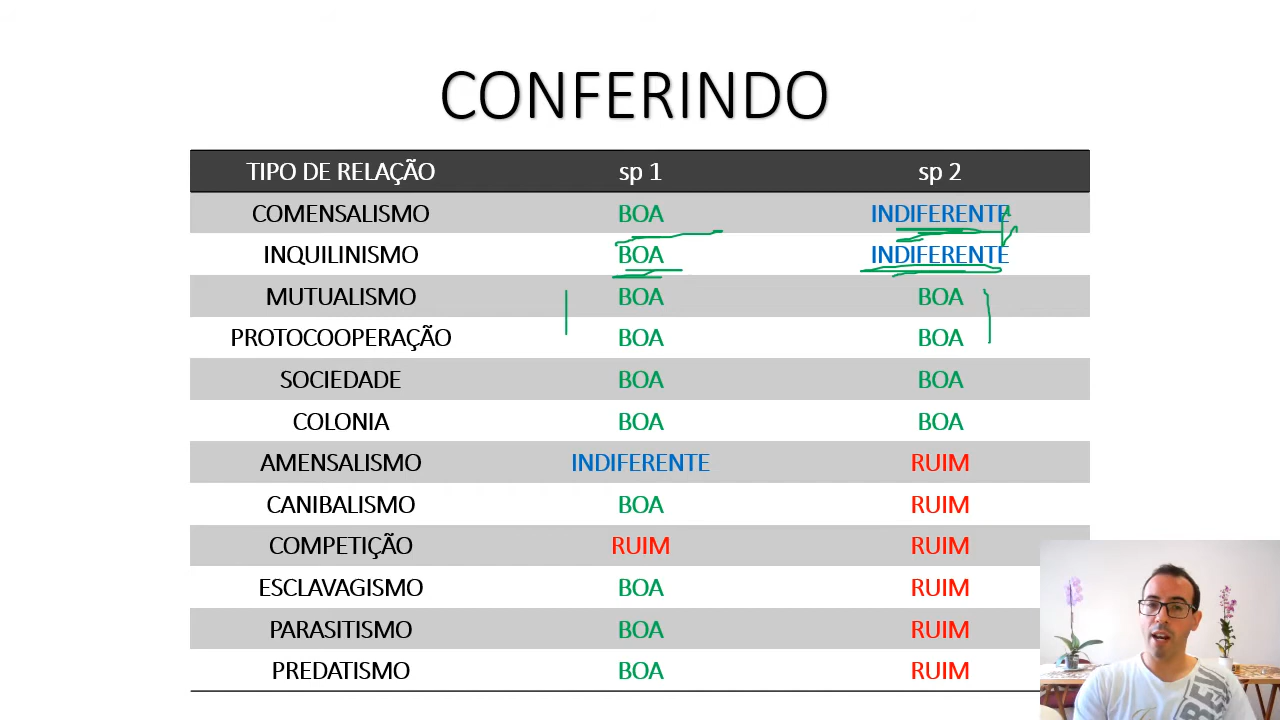 CONFERINDO
TIPO DE RELAÇÃO sp 1 sp 2
COMENSALISMO BOA INDIFERENTE
INQUILINISMO BOA INDIFERENTE
MUTUALISMO BOA BOA
PROTOCOOPERAÇÃO BOA BOA
SOCIEDADE BOA BOA
COLONIA BOA BOA
AMENSALISMO INDIFERENTE RUIM
CANIBALISMO BOA RUIM
COMPETIÇÃO RUIM RUIM
ESCLAVAGISMO BOA RUIM
PARASITISMO BOA RUIM
PREDATISMO BOA RUIM